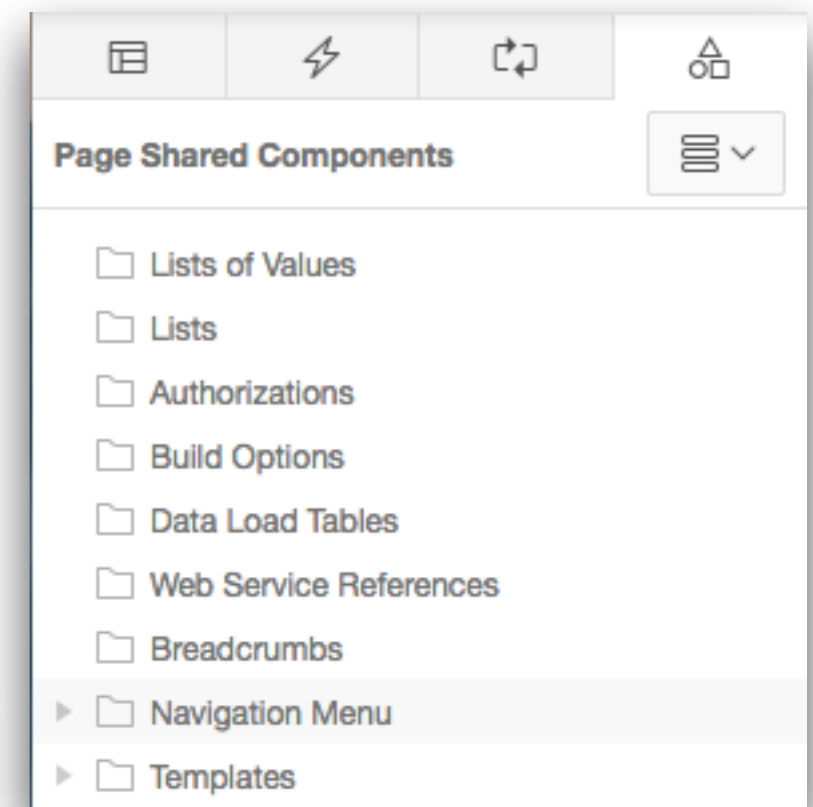 Page Shared Components
Lists of Values
Lists
Authorizations
Build Options
Data Load Tables
Web Service References
Breadcrumbs
Navigation Menu
Templates